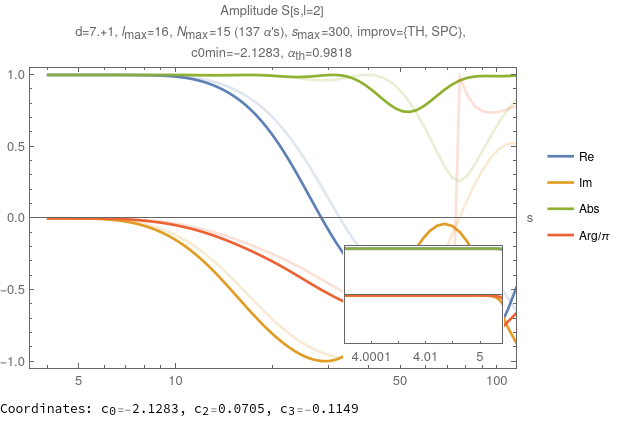 Amplitude S[s,l=2]
d=7.+1, lmax=16, Nmax=15 (137 α's), smax=300, improv={TH, SPC},
c0min=−2.1283, αth=0.9818
1.0
0.5
0.0
−0.5
−1.0
5
10
50
100
s
4.0001
4.01
5
Re
Im
Abs
Arg/π
Coordinates: c0=−2.1283, c2=0.0705, c3=−0.1149